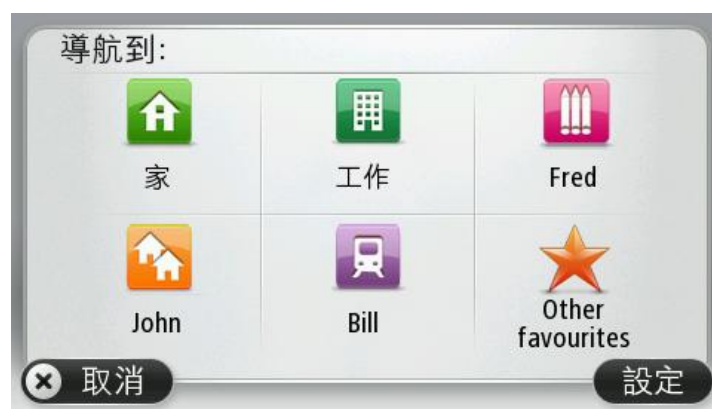 導航到:
家
工作
Fred
John
Bill
Other
favourites
取消
設定